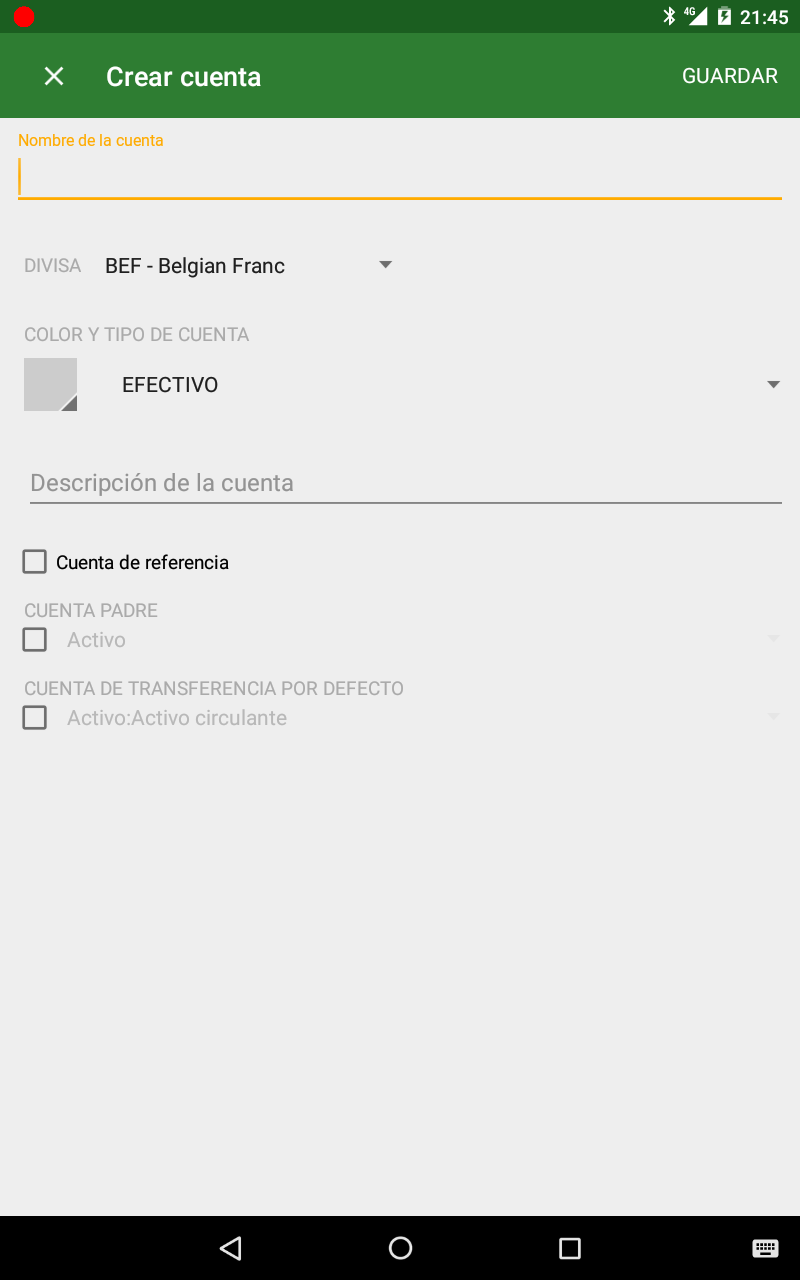 4G 21:45
Crear cuenta GUARDAR
Nombre de la cuenta
DIVISA BEF - Belgian Franc
COLOR Y TIPO DE CUENTA
EFECTIVO
Descripción de la cuenta
Cuenta de referencia
CUENTA PADRE
Activo
CUENTA DE TRANSFERENCIA POR DEFECTO
Activo:Activo circulante